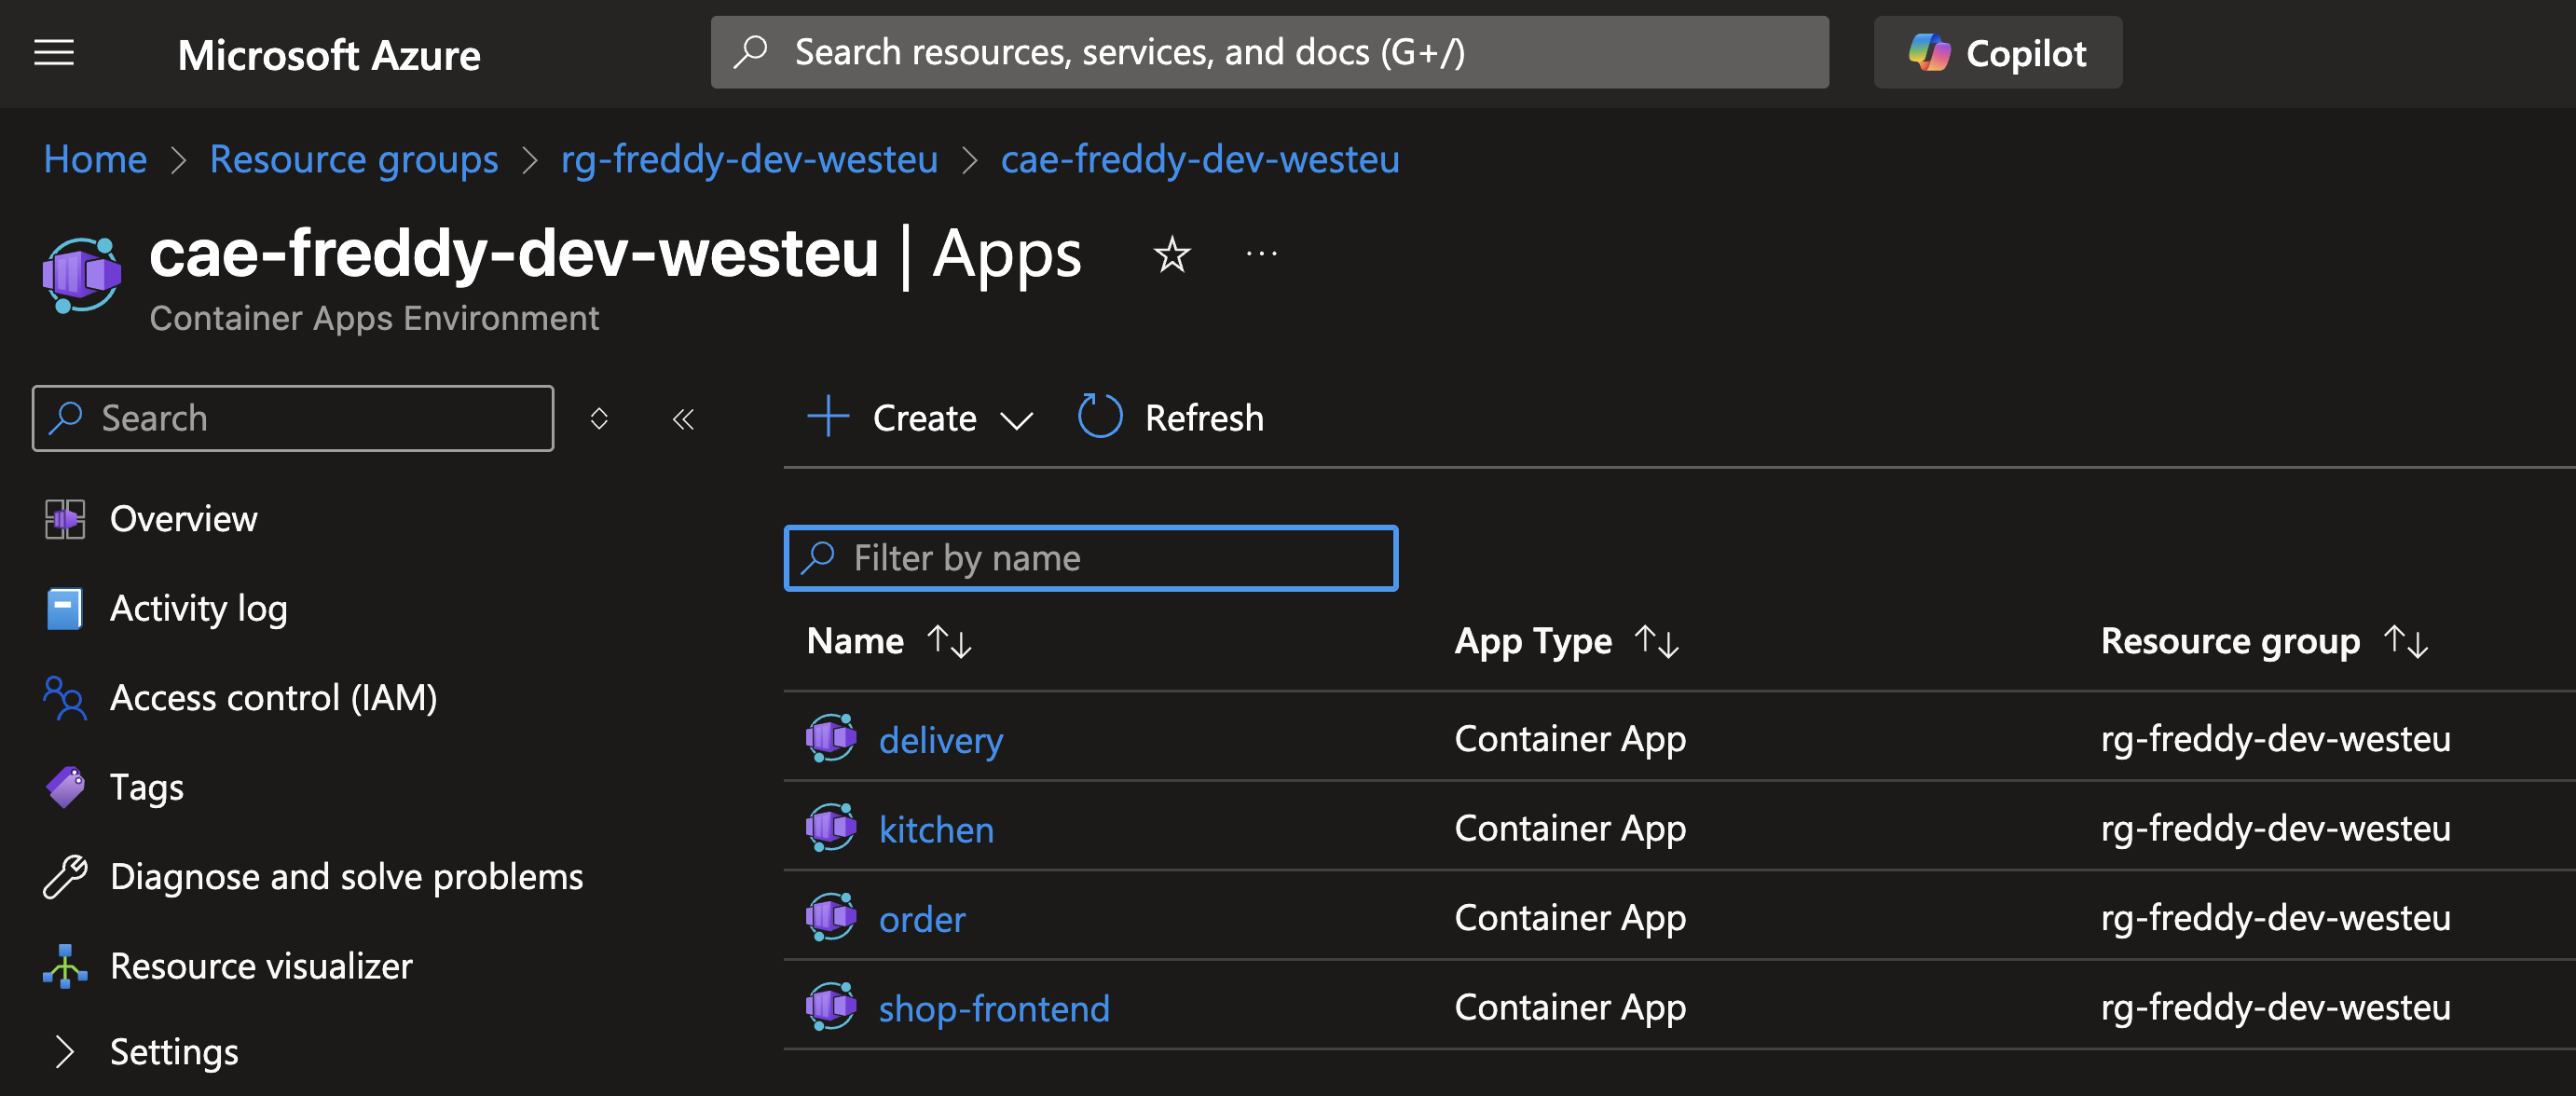 Microsoft Azure
Search resources, services, and docs (G+/)
Copilot
Home > Resource groups > rg-freddy-dev-westeu > cae-freddy-dev-westeu
cae-freddy-dev-westeu | Apps
Container Apps Environment
Search
Create
Refresh
Overview
Activity log
Access control (IAM)
Tags
Diagnose and solve problems
Resource visualizer
Settings
Filter by name
Name App Type Resource group
delivery Container App rg-freddy-dev-westeu
kitchen Container App rg-freddy-dev-westeu
order Container App rg-freddy-dev-westeu
shop-frontend Container App rg-freddy-dev-westeu